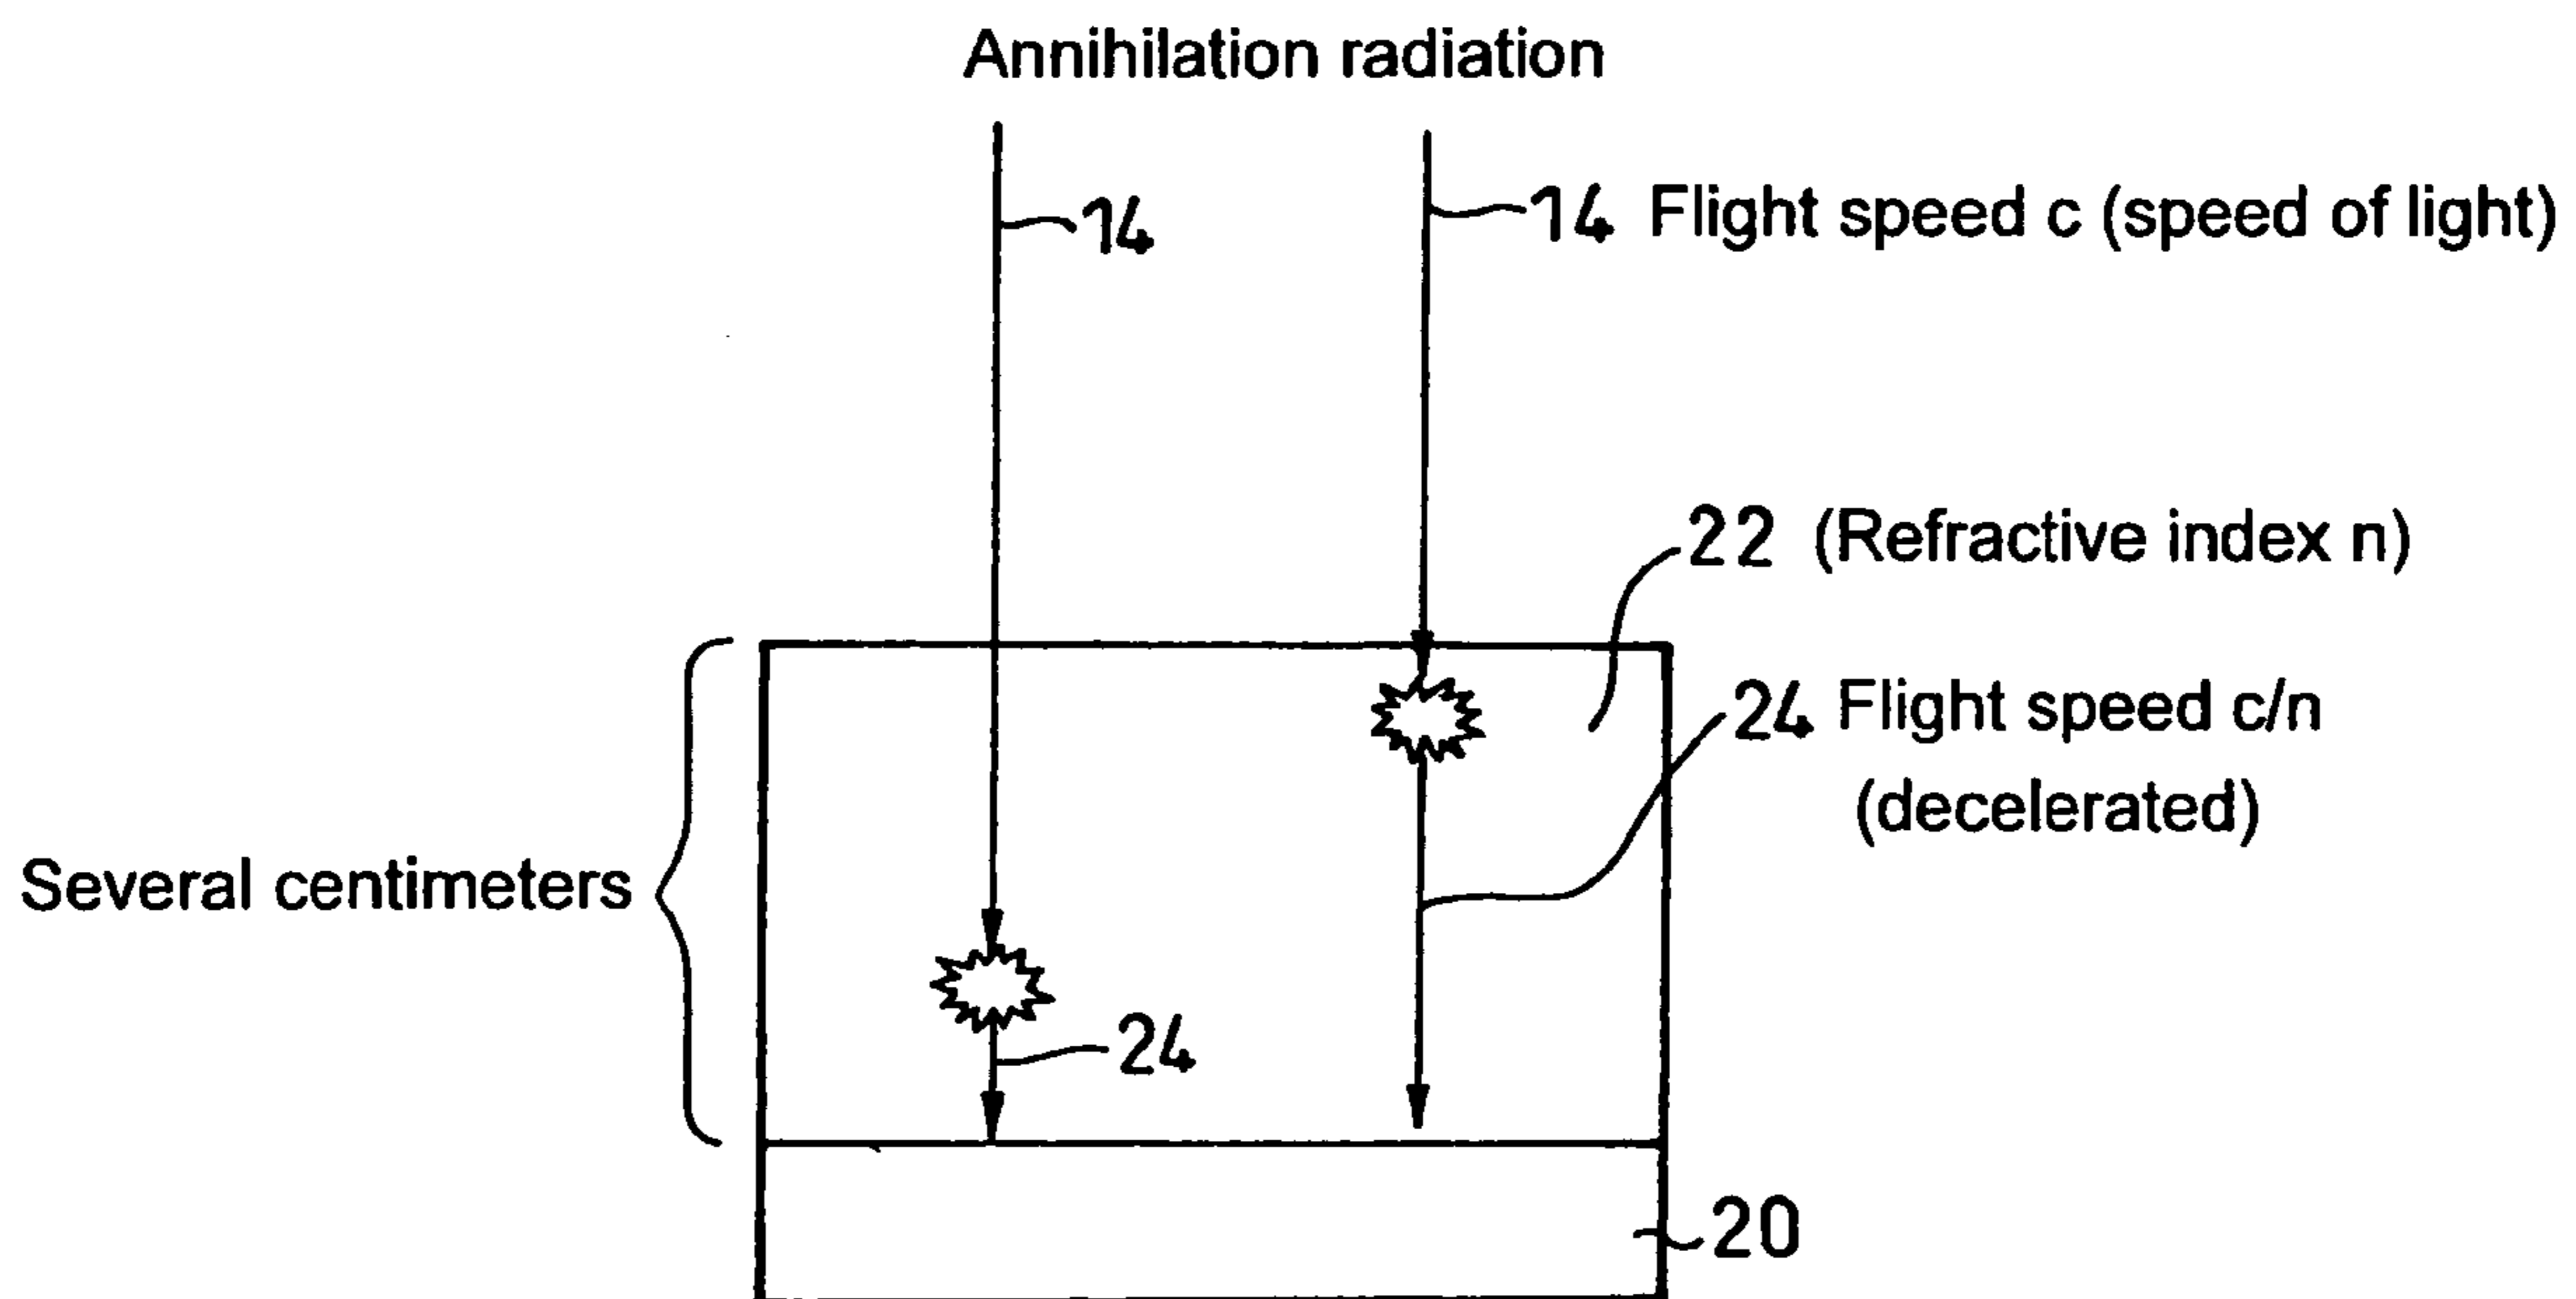 Annihilation radiation
14
14 Flight speed c (speed of light)
22 (Refractive index n)
24 Flight speed c/n
(decelerated)
Several centimeters
24
20